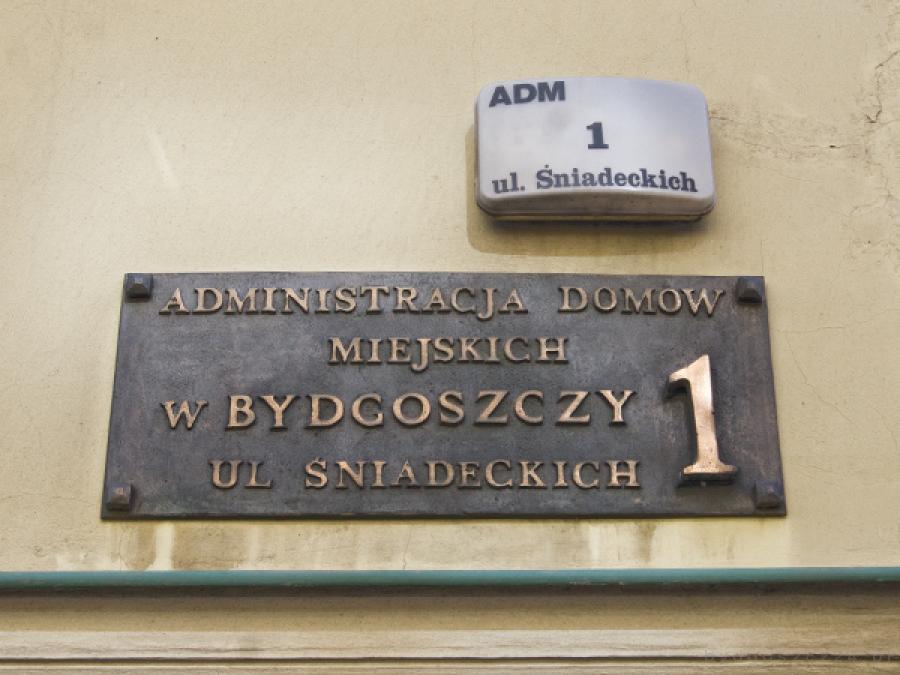 ADM
1
ul. Śniadeckich
ADMINISTRACJA DOMOW
MIEJSKICH
W BYDGOSZCZY 1
UL ŚNIADECKICH